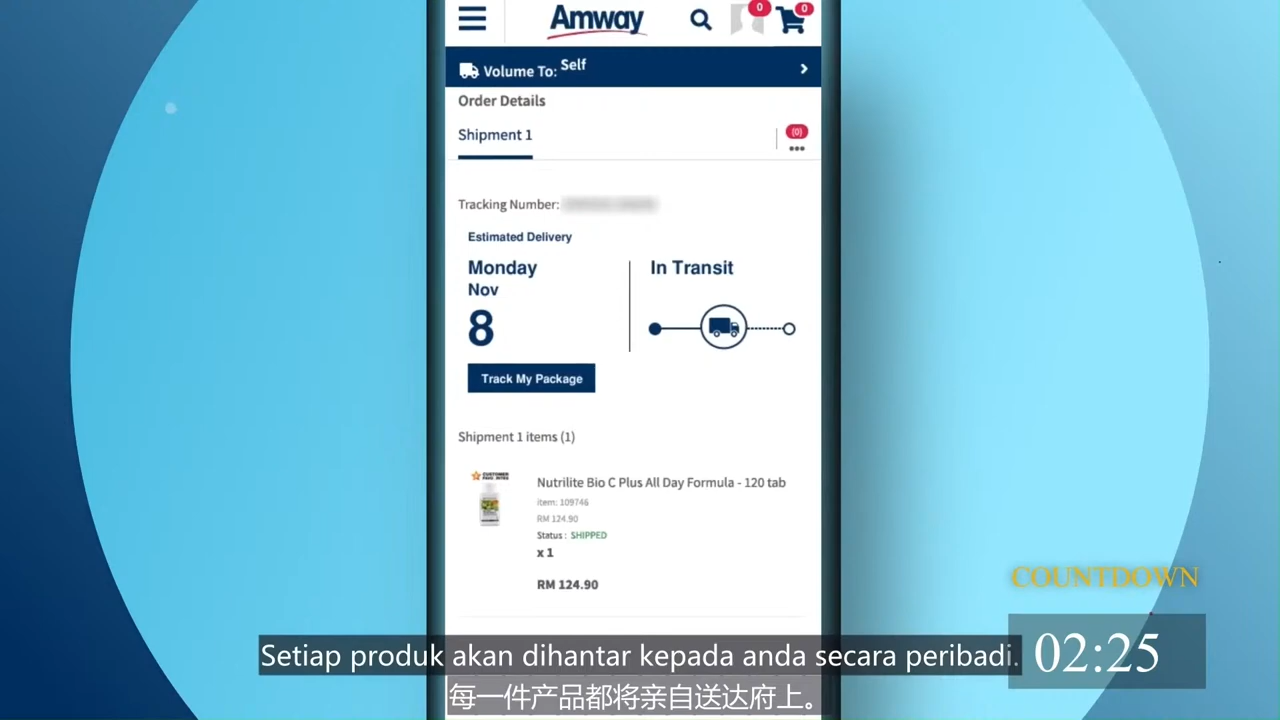 Amway
0
0
Volume To: Self
Order Details
Shipment 1
(0)
Tracking Number:
Estimated Delivery
Monday
Nov
8
In Transit
Track My Package
Shipment 1 items (1)
CUSTOMER
Nutrilite Bio C Plus All Day Formula - 120 tab
item: 109746
RM 124.90
Status : SHIPPED
x 1
RM 124.90
COUNTDOWN
02:25
Setiap produk akan dihantar kepada anda secara peribadi.
每一件产品都将亲自送达府上。